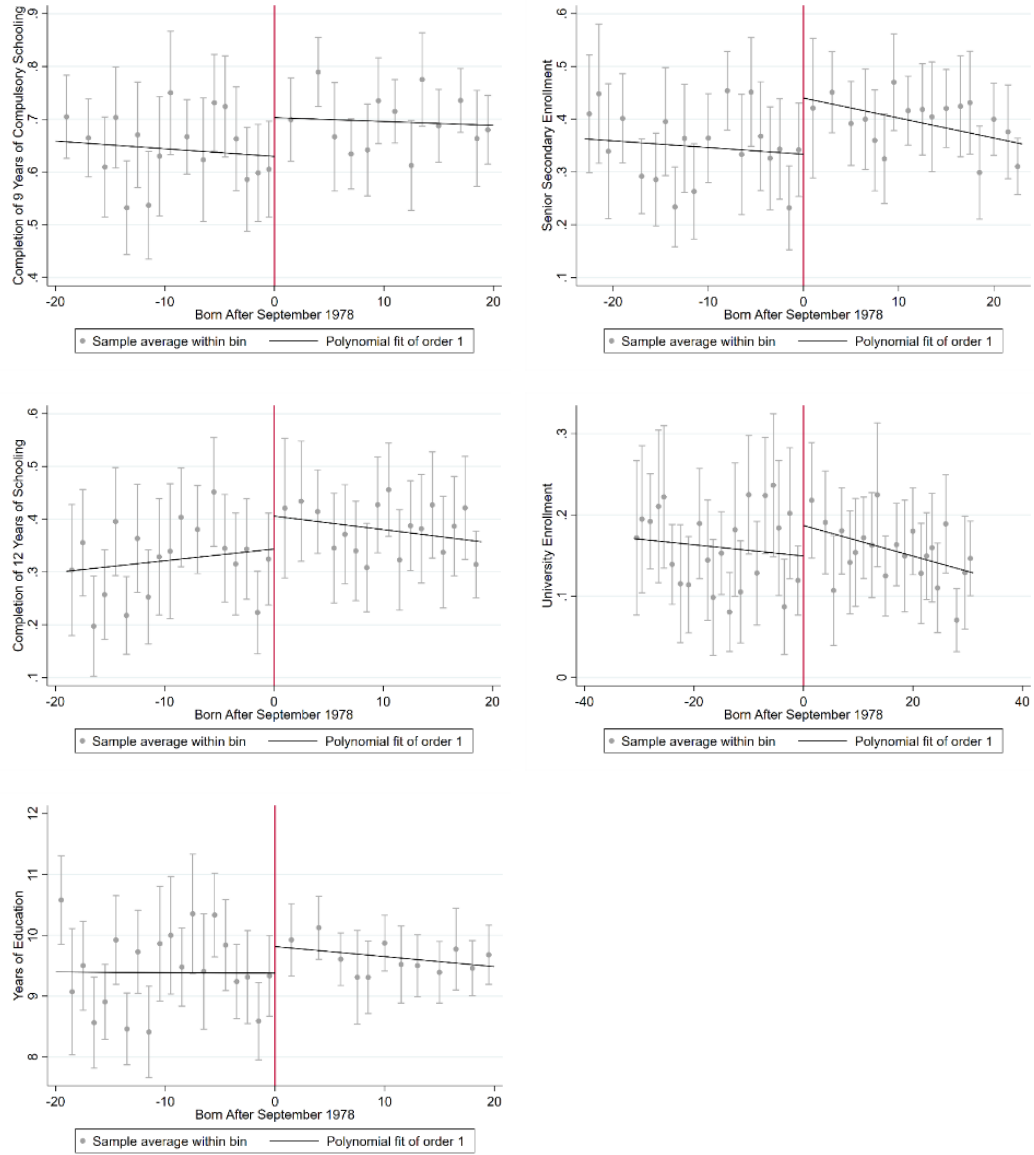 Completion of 9 Years of Compulsory Schooling
.4 .5 .6 .7 .8 .9
-20 -10 0 10 20
Born After September 1978
Sample average within bin Polynomial fit of order 1
Senior Secondary Enrollment
.1 .2 .3 .4 .5 .6
-20 -10 0 10 20
Born After September 1978
Sample average within bin Polynomial fit of order 1
Completion of 12 Years of Schooling
.1 .2 .3 .4 .5 .6
-20 -10 0 10 20
Born After September 1978
Sample average within bin Polynomial fit of order 1
University Enrollment
0 .1 .2 .3
-40 -20 0 20 40
Born After September 1978
Sample average within bin Polynomial fit of order 1
Years of Education
8 9 10 11 12
-20 -10 0 10 20
Born After September 1978
Sample average within bin Polynomial fit of order 1